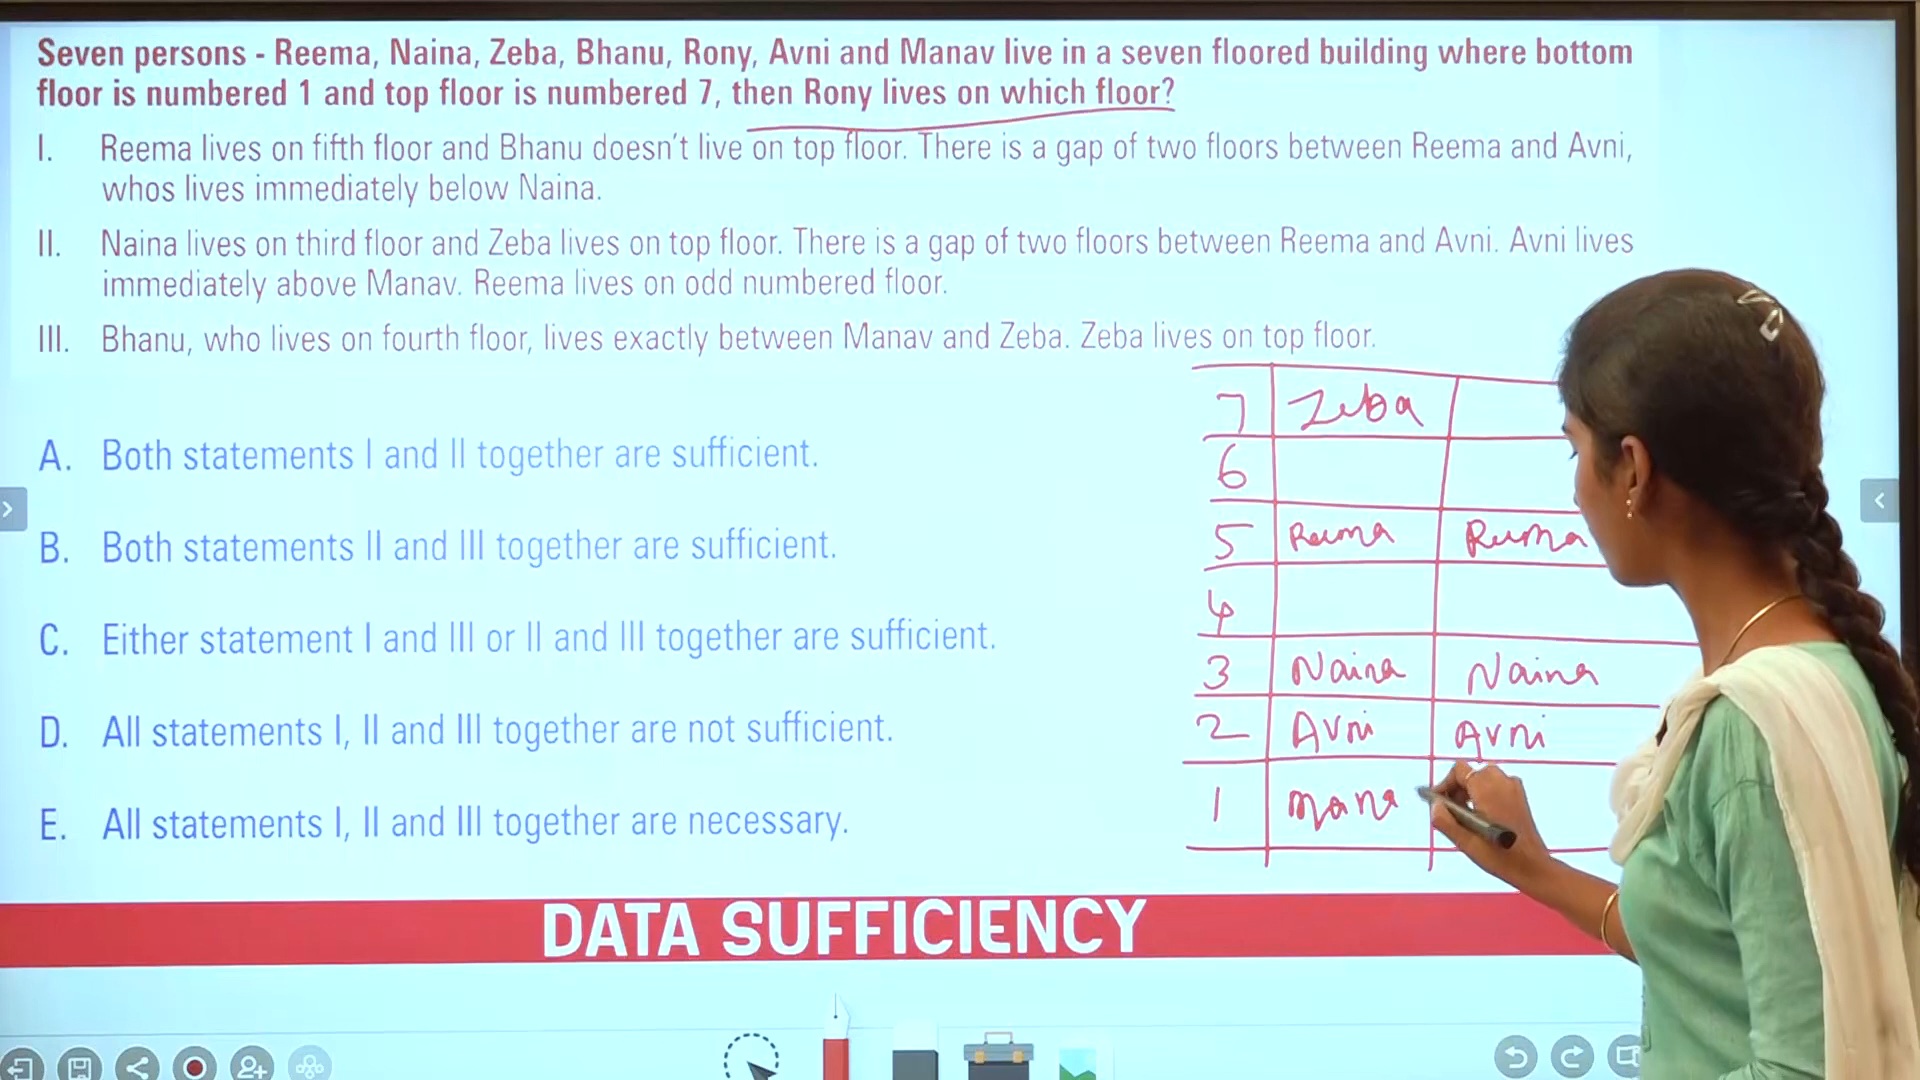 Seven persons - Reema, Naina, Zeba, Bhanu, Rony, Avni and Manav live in a seven floored building where bottom
floor is numbered 1 and top floor is numbered 7, then Rony lives on which floor?
I. Reema lives on fifth floor and Bhanu doesn't live on top floor. There is a gap of two floors between Reema and Avni,
whos lives immediately below Naina.
II. Naina lives on third floor and Zeba lives on top floor. There is a gap of two floors between Reema and Avni. Avni lives
immediately above Manav. Reema lives on odd numbered floor.
III. Bhanu, who lives on fourth floor, lives exactly between Manav and Zeba. Zeba lives on top floor.
A. Both statements I and II together are sufficient.
B. Both statements II and III together are sufficient.
C. Either statement I and III or II and III together are sufficient.
D. All statements I, II and III together are not sufficient.
E. All statements I, II and III together are necessary.
7 Zeba
6
5 Reema Reema
4
3 Naina Naina
2 Avni Avni
1 Mana
DATA SUFFICIENCY